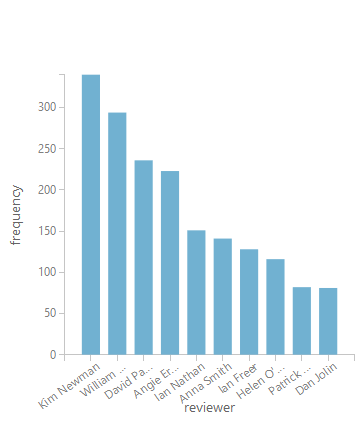 300
250
200
150
100
50
0
frequency
Kim Newman
William ...
David Pa...
Angie Er...
Ian Nathan
Anna Smith
Ian Freer
Helen O' ...
Patrick ...
Dan Jolin
reviewer